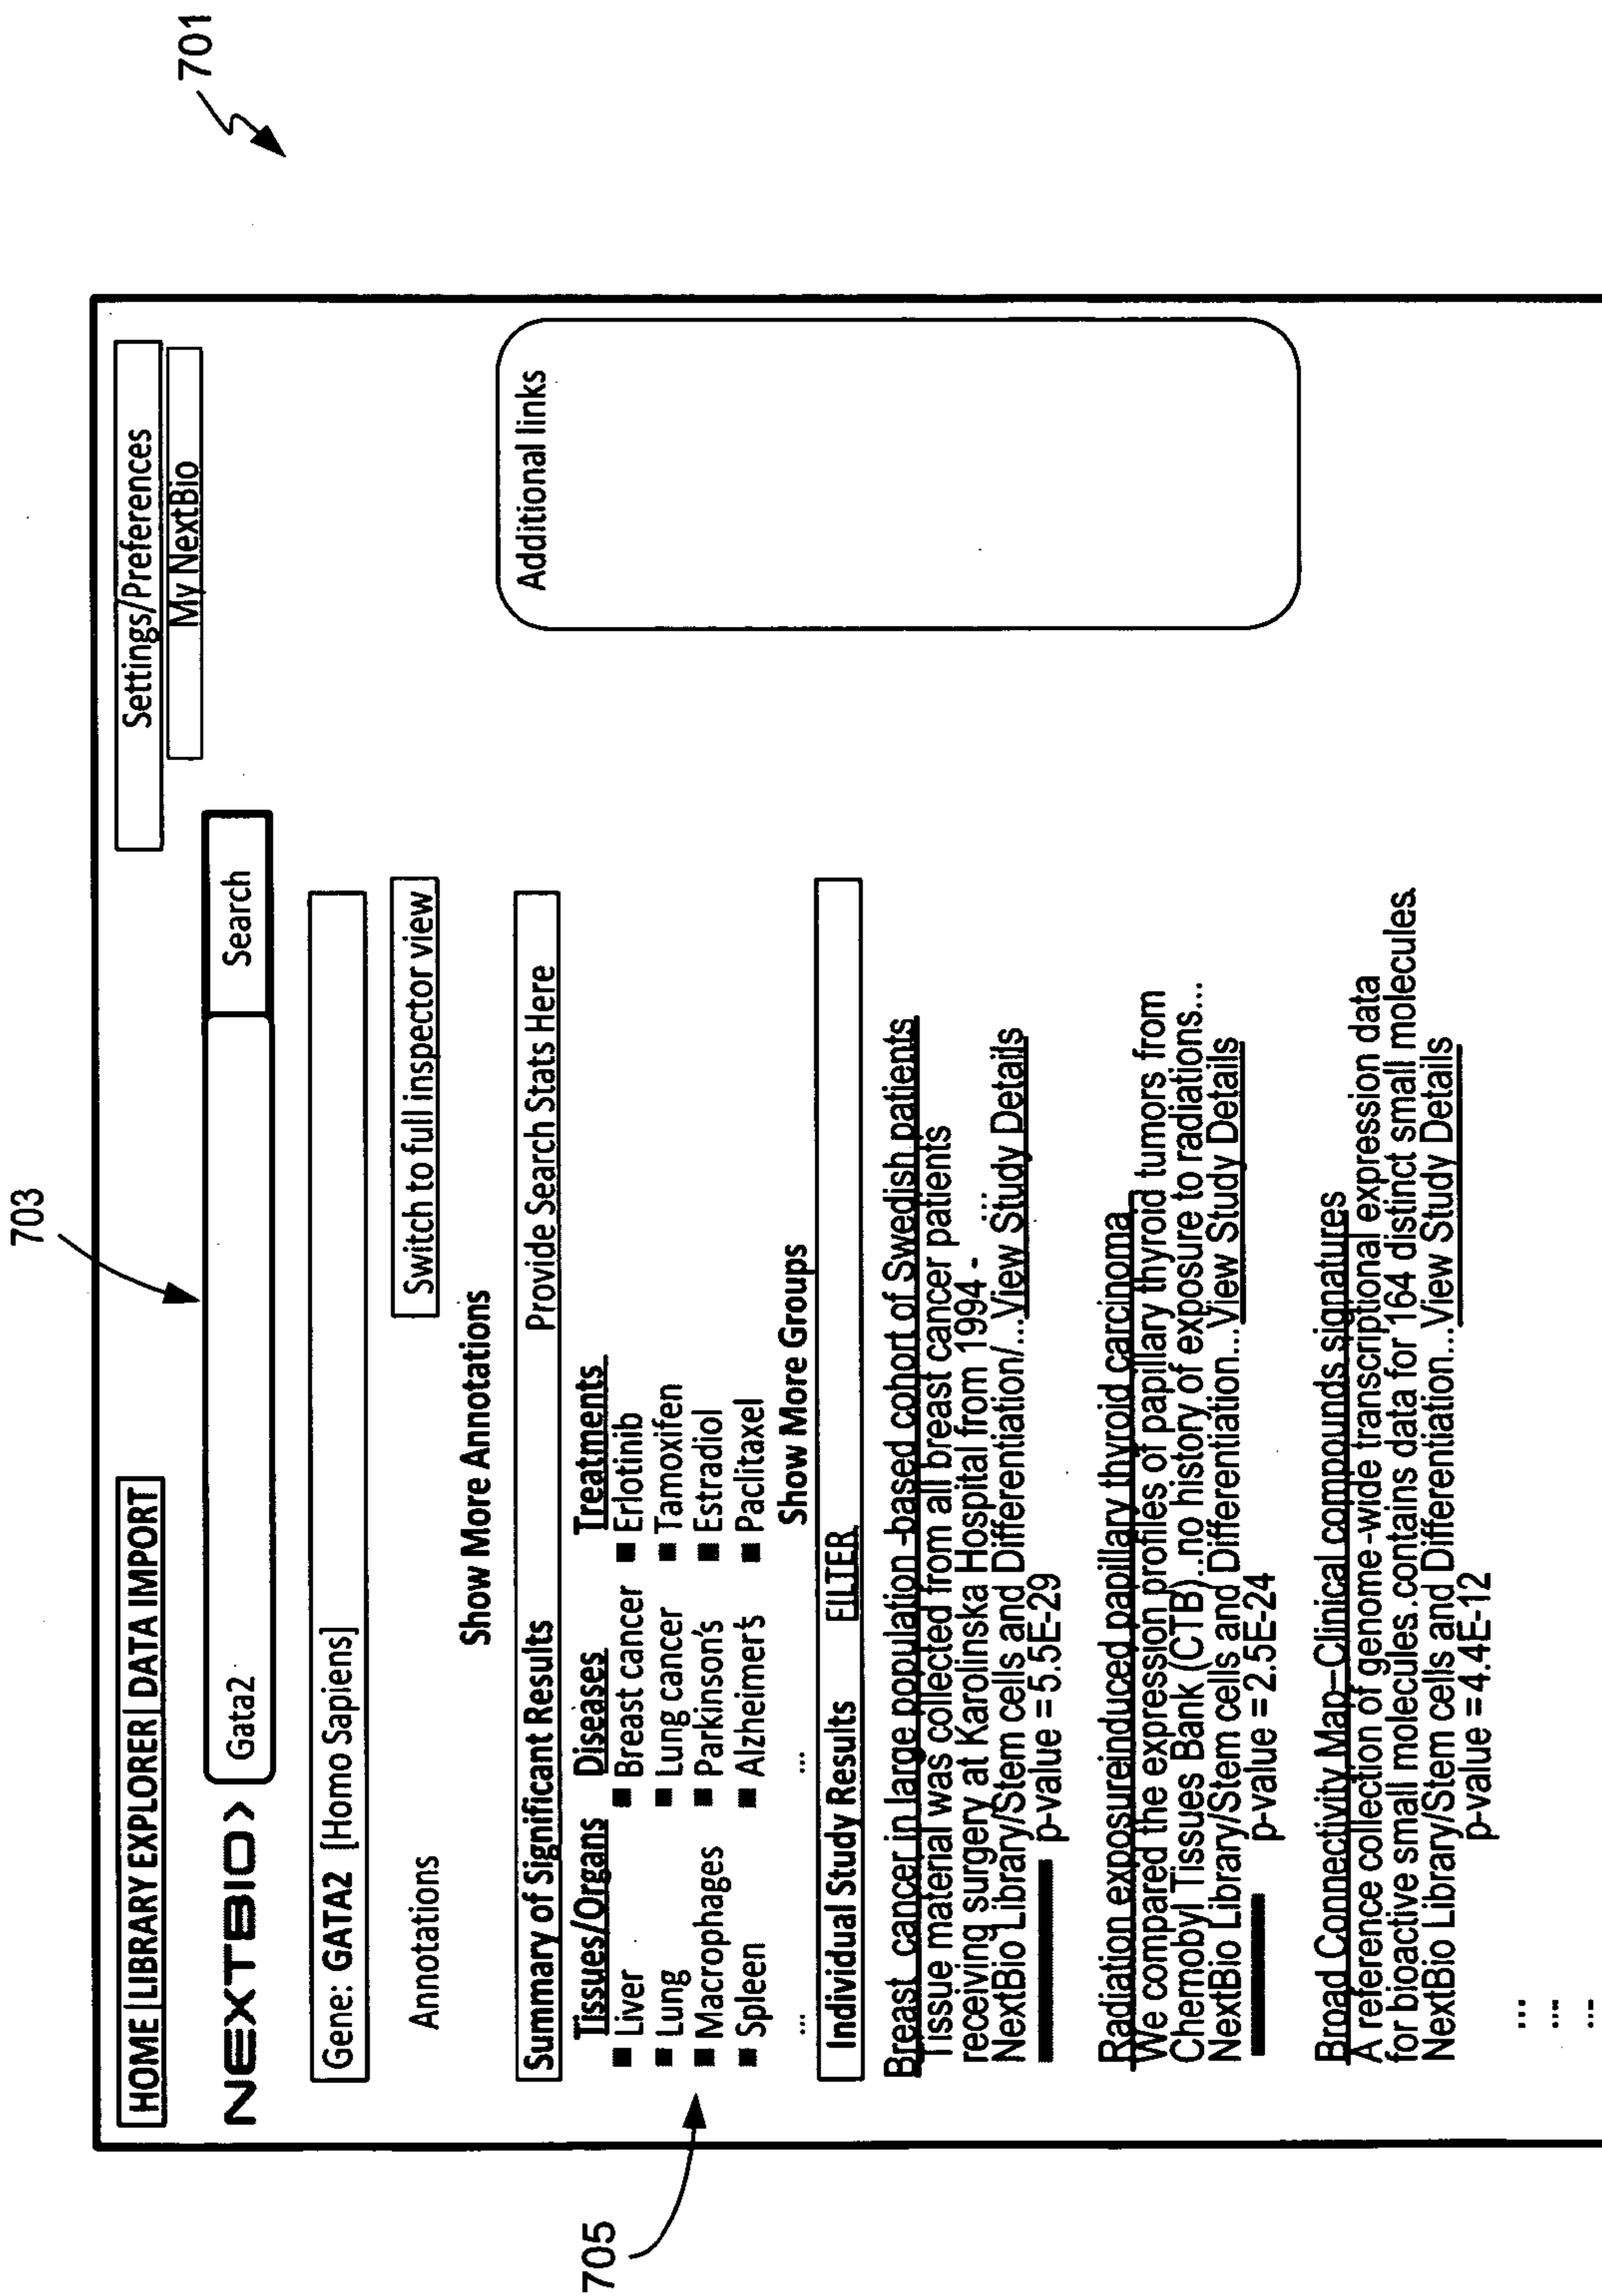 701
703
HOME | LIBRARY EXPLORER | DATA IMPORT
Settings/Preferences
My NextBio
NEXTBIO>
Gata2
Search
Gene: GATA2 [Homo Sapiens]
Annotations
Switch to full inspector view
Show More Annotations
Summary of Significant Results
Provide Search Stats Here
Additional links
705
Tissues/Organs Diseases Treatments
■ Liver ■ Breast cancer ■ Erlotinib
■ Lung ■ Lung cancer ■ Tamoxifen
■ Macrophages ■ Parkinson's ■ Estradiol
■ Spleen ■ Alzheimer's ■ Paclitaxel
... ... Show More Groups
Individual Study Results FILTER
Breast cancer in large population-based cohort of Swedish patients
Tissue material was collected from all breast cancer patients
receiving surgery at Karolinska Hospital from 1994 - ...
NextBio Library/Stem cells and Differentiation/...View Study Details
p-value = 5.5E-29
Radiation exposureinduced papillary thyroid carcinoma
We compared the expression profiles of papillary thyroid tumors from
Chernobyl Tissues Bank (CTB)..no history of exposure to radiations...
NextBio Library/Stem cells and Differentiation...View Study Details
p-value = 2.5E-24
Broad Connectivity Map–Clinical compounds signatures
A reference collection of genome-wide transcriptional expression data
for bioactive small molecules.contains data for 164 distinct small molecules.
NextBio Library/Stem cells and Differentiation...View Study Details
p-value = 4.4E-12
...
...
...